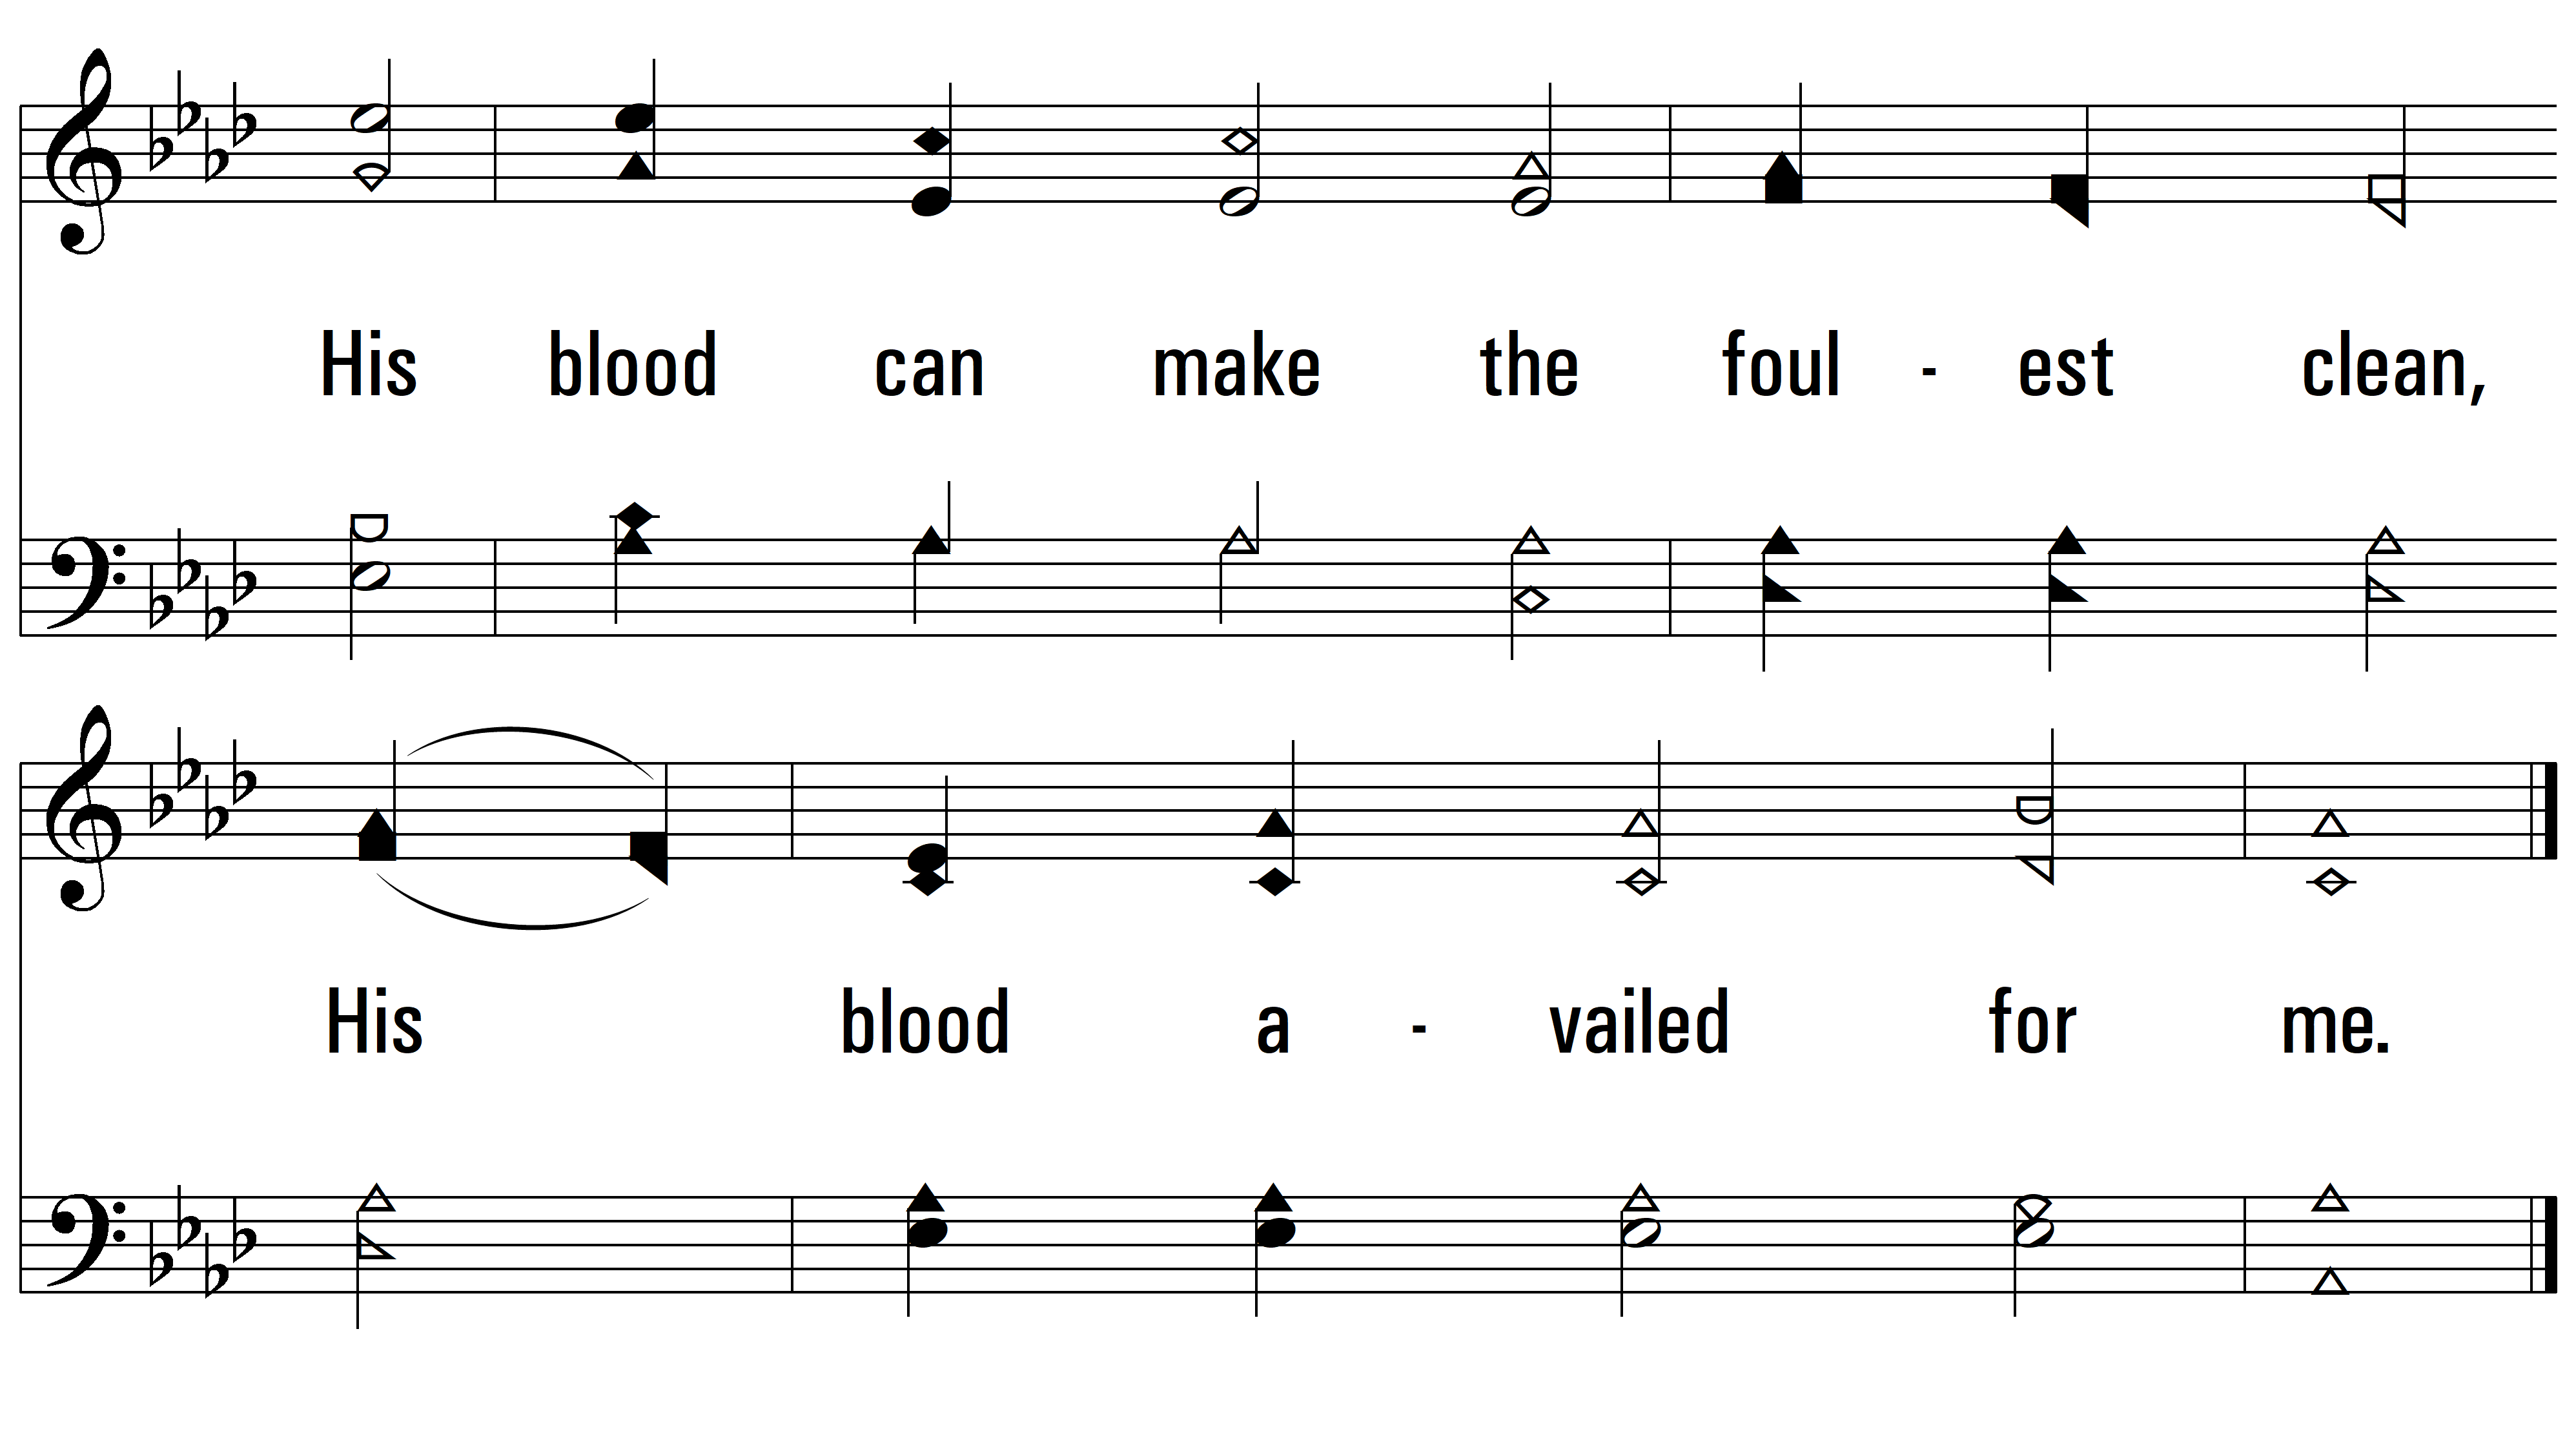 His blood can make the foul - est clean,
His blood a - vailed for me.